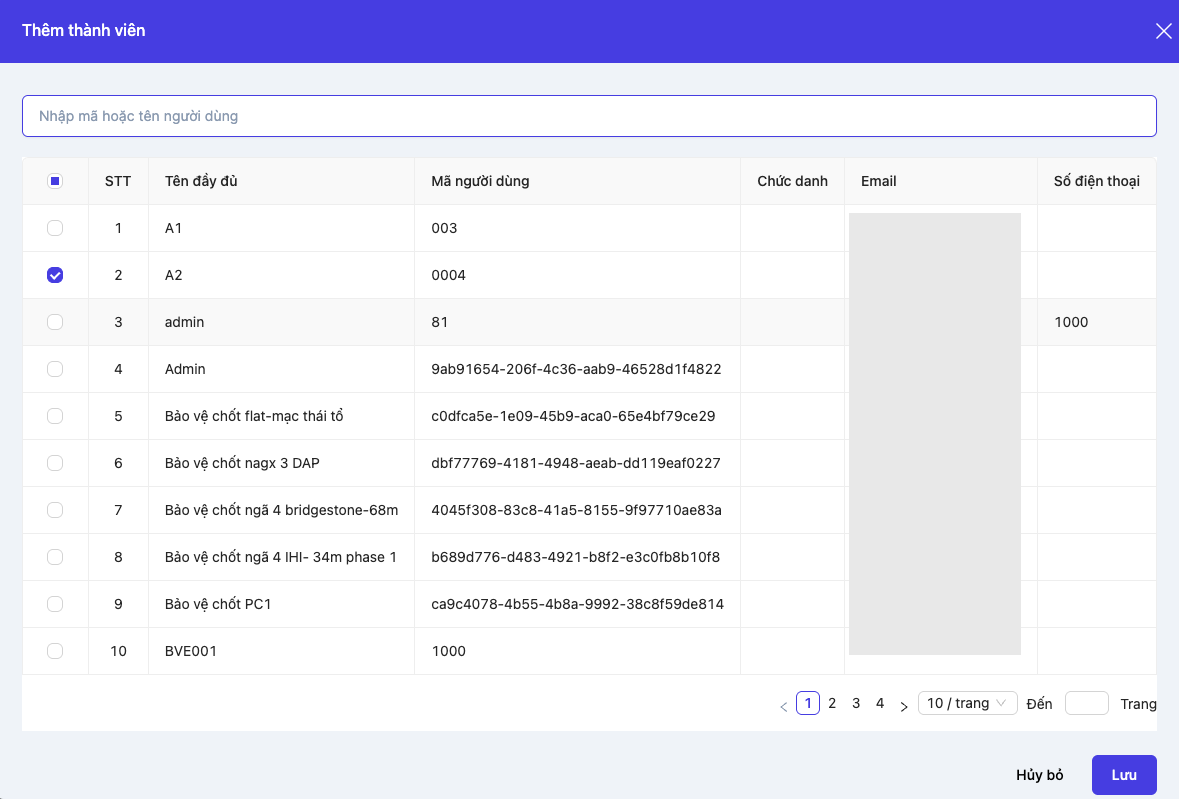 Thêm thành viên
Nhập mã hoặc tên người dùng
STT Tên đầy đủ Mã người dùng Chức danh Email Số điện thoại
1 A1 003
2 A2 0004
3 admin 81 1000
4 Admin 9ab91654-206f-4c36-aab9-46528d1f4822
5 Bảo vệ chốt flat-mạc thái tổ c0dfca5e-1e09-45b9-aca0-65e4bf79ce29
6 Bảo vệ chốt nagx 3 DAP dbf77769-4181-4948-aeab-dd119eaf0227
7 Bảo vệ chốt ngã 4 bridgestone-68m 4045f308-83c8-41a5-8155-9f97710ae83a
8 Bảo vệ chốt ngã 4 IHI- 34m phase 1 b689d776-d483-4921-b8f2-e3c0fb8b10f8
9 Bảo vệ chốt PC1 ca9c4078-4b55-4b8a-9992-38c8f59de814
10 BVE001 1000
< 1 2 3 4 > 10 / trang Đến Trang
Hủy bỏ Lưu